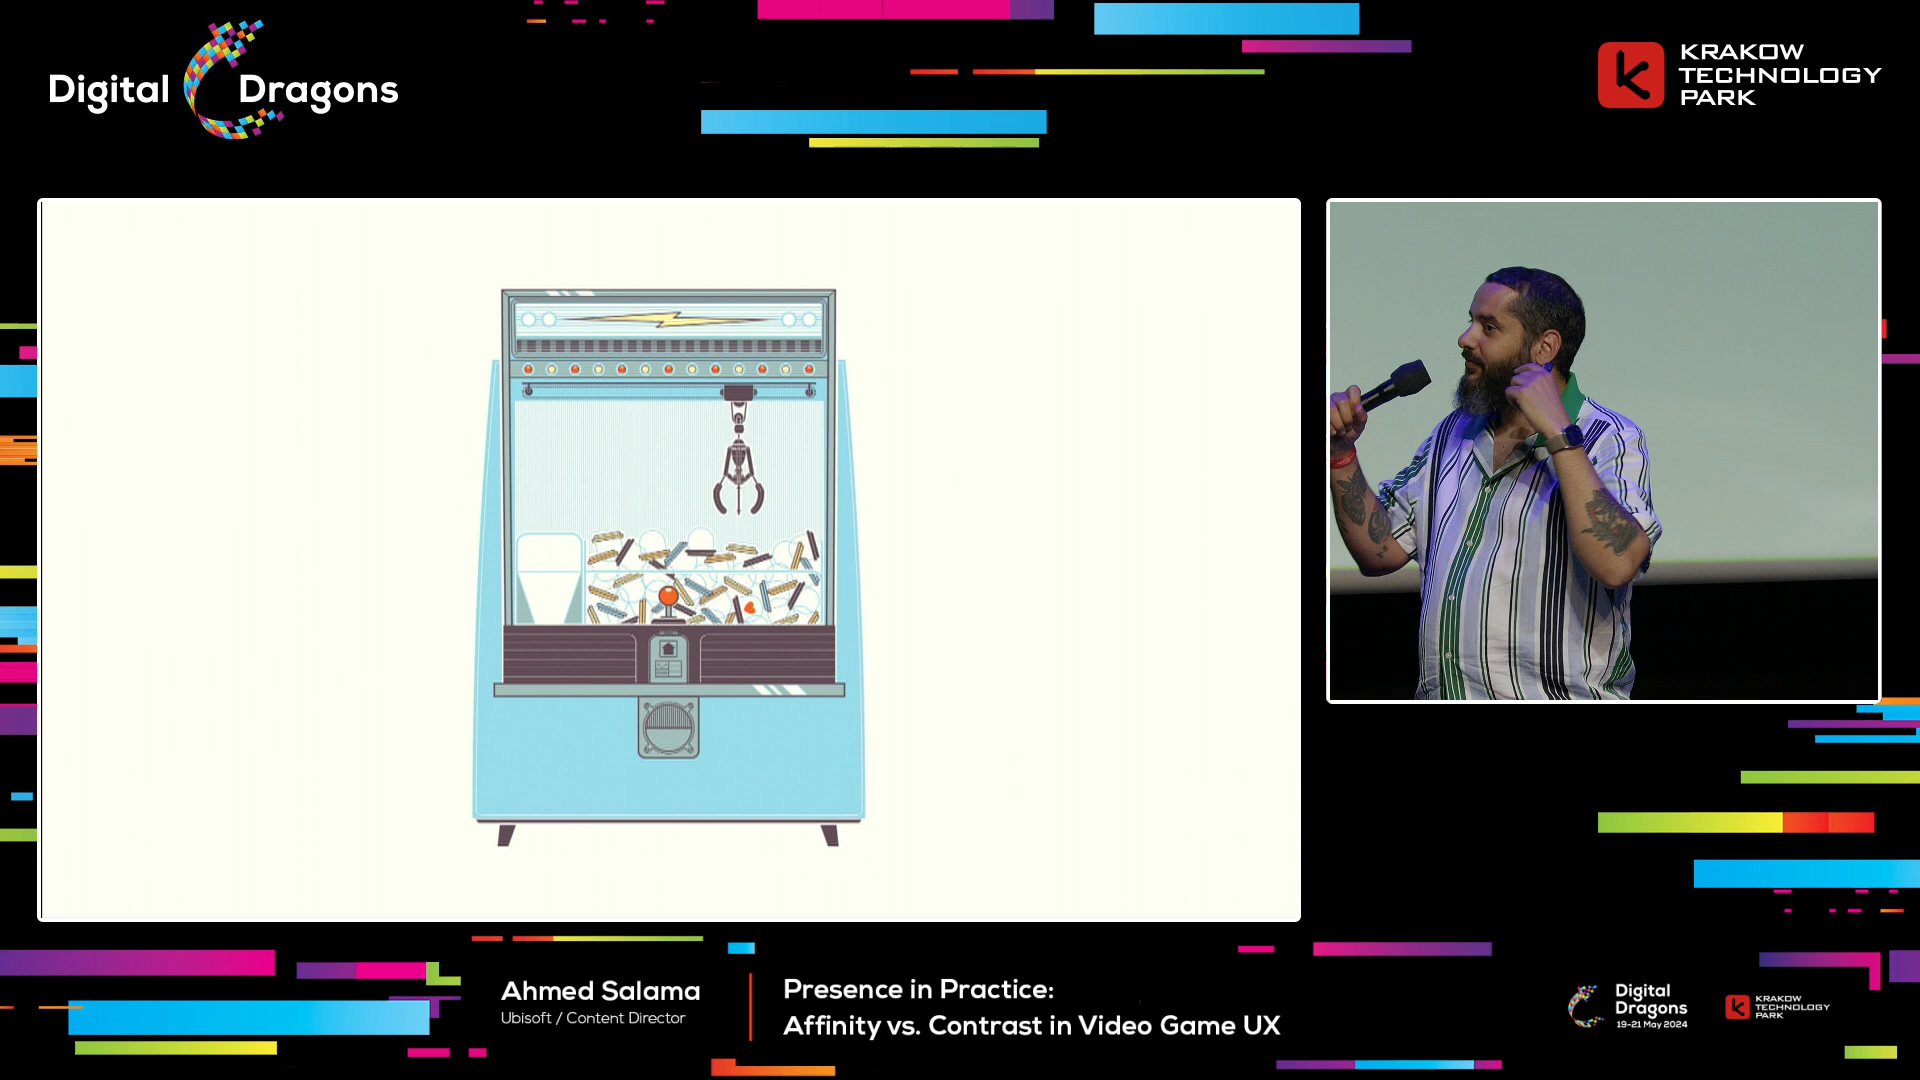 Digital Dragons
KRAKOW
TECHNOLOGY
PARK
Ahmed Salama
Ubisoft / Content Director
Presence in Practice:
Affinity vs. Contrast in Video Game UX
Digital
Dragons
19-21 May 2024
KRAKOW
TECHNOLOGY
PARK